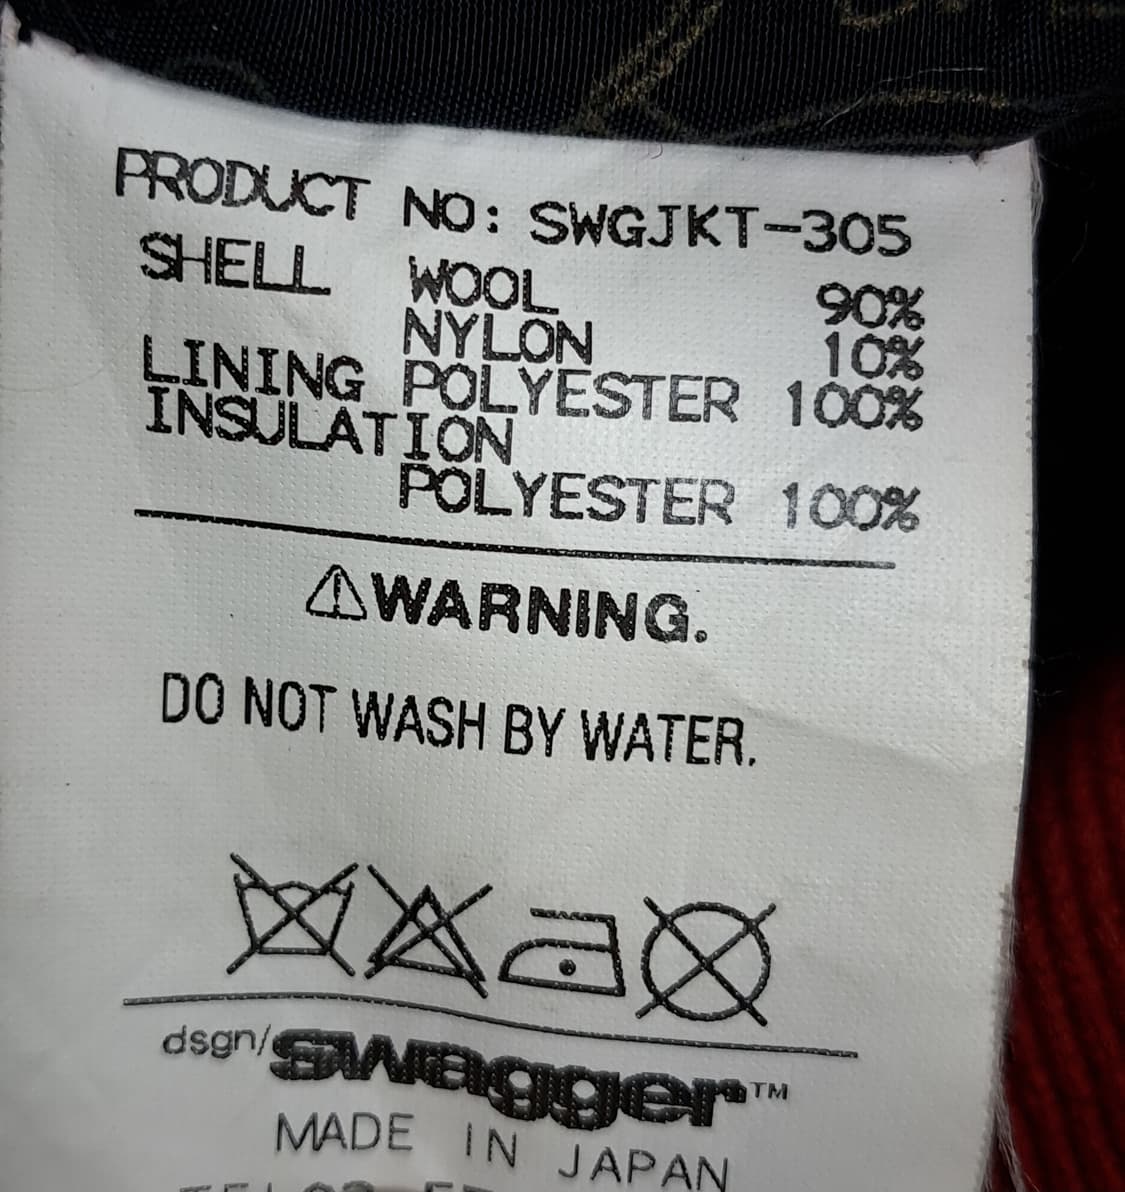 PRODUCT NO: SWGJKT-305
SHELL WOOL 90%
NYLON 10%
LINING POLYESTER 100%
INSULATION
POLYESTER 100%
WARNING.
DO NOT WASH BY WATER.
dsgn/swagger™
MADE IN JAPAN